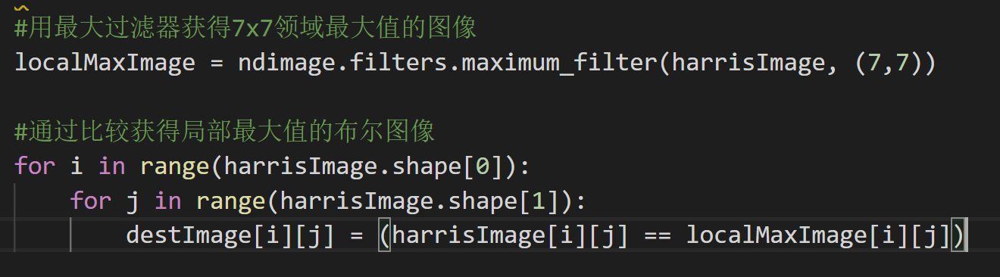 #用最大过滤器获得7x7领域最大值的图像
localMaxImage = ndimage.filters.maximum_filter(harrisImage, (7,7))
#通过比较获得局部最大值的布尔图像
for i in range(harrisImage.shape[0]):
    for j in range(harrisImage.shape[1]):
        destImage[i][j] = (harrisImage[i][j] == localMaxImage[i][j])